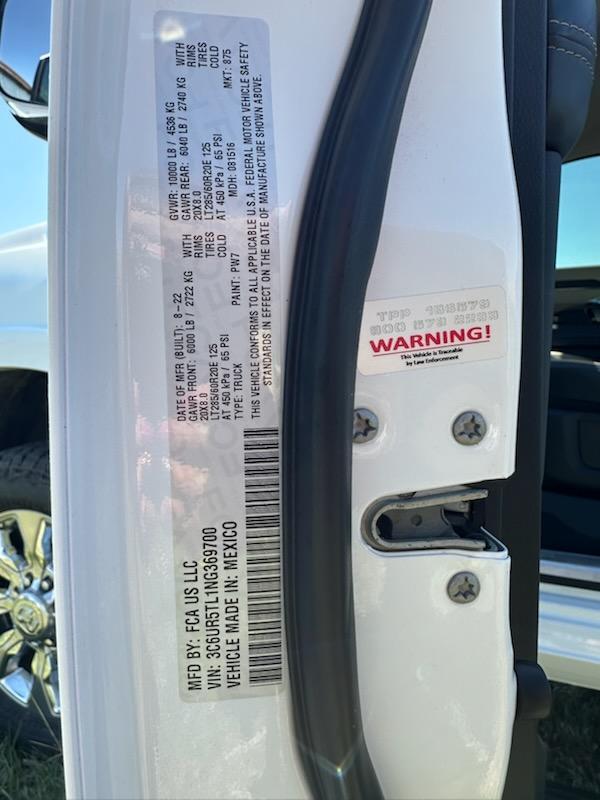 MFD BY: FCA US LLC
VIN: 3C6UR5TL1NG369700
VEHICLE MADE IN: MEXICO
DATE OF MFR (BUILT): 8-22 GVWR: 10000 LB / 4536 KG
GAWR FRONT: 6000 LB / 2722 KG WITH GAWR REAR: 6040 LB / 2740 KG WITH
20X8.0 RIMS 20X8.0 RIMS
LT285/60R20E 125 TIRES LT285/60R20E 125 TIRES
AT 450 kPa / 65 PSI COLD AT 450 kPa / 65 PSI COLD
TYPE: TRUCK PAINT: PW7 MDH: 081516 MKT: 875
THIS VEHICLE CONFORMS TO ALL APPLICABLE U.S.A. FEDERAL MOTOR VEHICLE SAFETY
STANDARDS IN EFFECT ON THE DATE OF MANUFACTURE SHOWN ABOVE.
WARNING!
This Vehicle is Traceable
by Law Enforcement